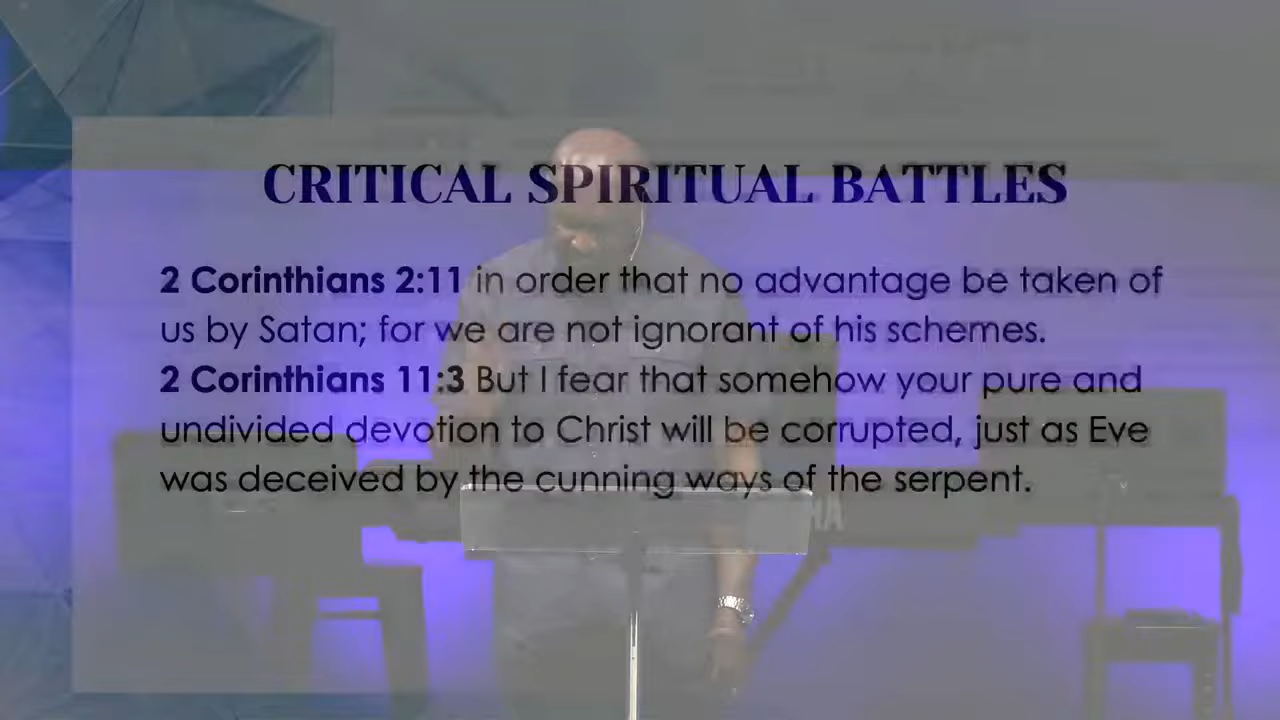 CRITICAL SPIRITUAL BATTLES
2 Corinthians 2:11 in order that no advantage be taken of
us by Satan; for we are not ignorant of his schemes.
2 Corinthians 11:3 But I fear that somehow your pure and
undivided devotion to Christ will be corrupted, just as Eve
was deceived by the cunning ways of the serpent.
HA